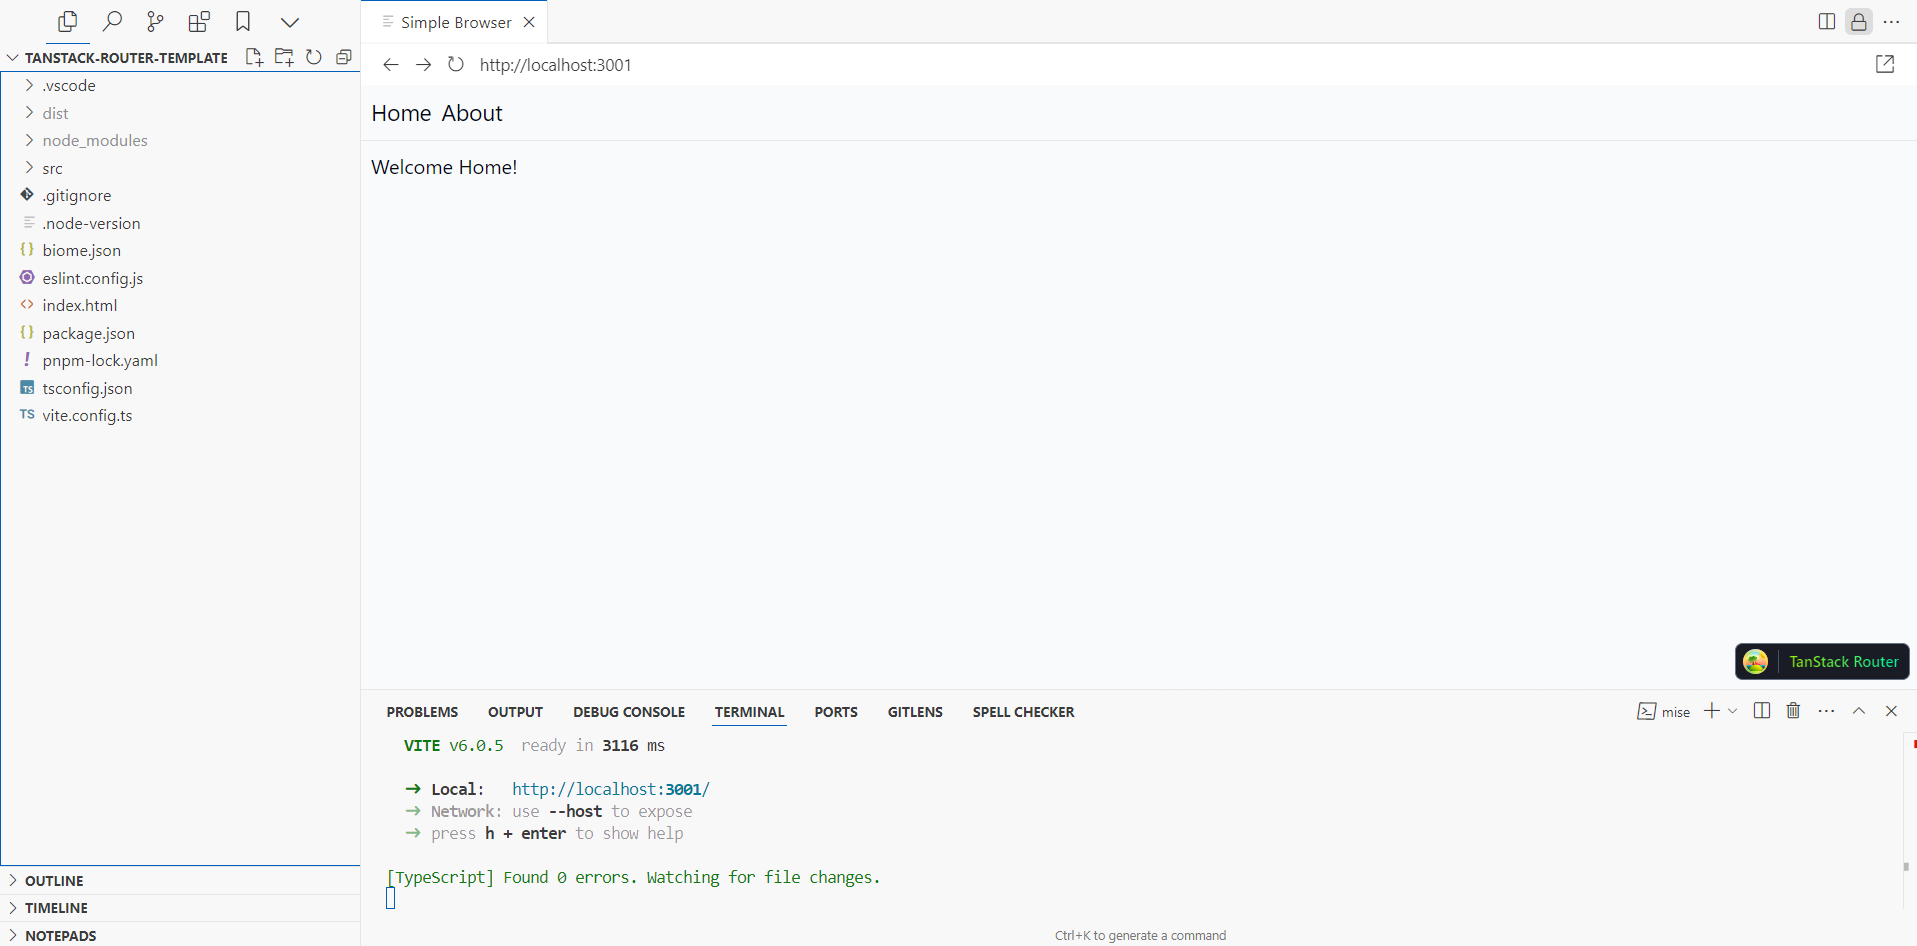 Simple Browser
TANSTACK-ROUTER-TEMPLATE
.vscode
dist
node_modules
src
.gitignore
.node-version
biome.json
eslint.config.js
index.html
package.json
pnpm-lock.yaml
TS tsconfig.json
TS vite.config.ts
OUTLINE
TIMELINE
NOTEPADS
http://localhost:3001
Home About
Welcome Home!
TanStack Router
PROBLEMS OUTPUT DEBUG CONSOLE TERMINAL PORTS GITLENS SPELL CHECKER
mise
VITE v6.0.5 ready in 3116 ms
➜ Local: http://localhost:3001/
➜ Network: use --host to expose
➜ press h + enter to show help
[TypeScript] Found 0 errors. Watching for file changes.
Ctrl+K to generate a command